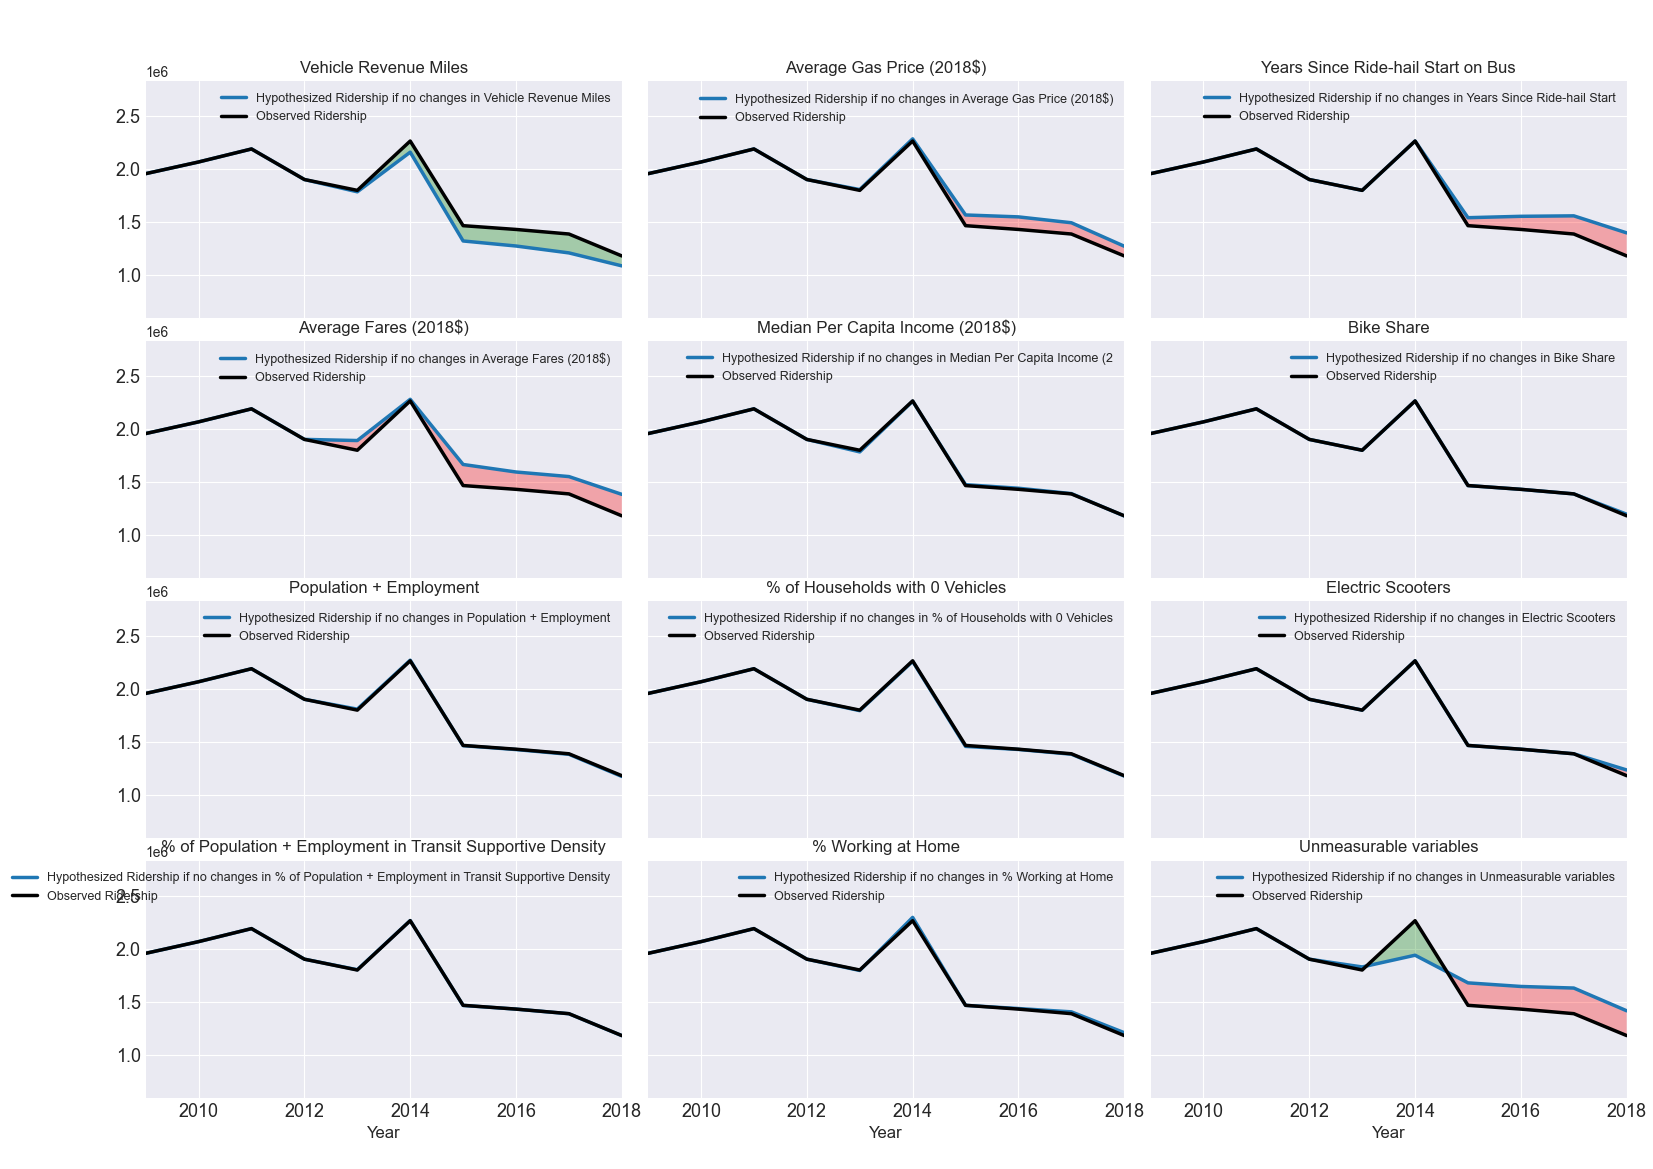 Vehicle Revenue Miles
1e6
Hypothesized Ridership if no changes in Vehicle Revenue Miles
Observed Ridership
2.5
2.0
1.5
1.0
Average Gas Price (2018$)
Hypothesized Ridership if no changes in Average Gas Price (2018$)
Observed Ridership
Years Since Ride-hail Start on Bus
Hypothesized Ridership if no changes in Years Since Ride-hail Start
Observed Ridership
Average Fares (2018$)
1e6
Hypothesized Ridership if no changes in Average Fares (2018$)
Observed Ridership
2.5
2.0
1.5
1.0
Median Per Capita Income (2018$)
Hypothesized Ridership if no changes in Median Per Capita Income (2
Observed Ridership
Bike Share
Hypothesized Ridership if no changes in Bike Share
Observed Ridership
Population + Employment
1e6
Hypothesized Ridership if no changes in Population + Employment
Observed Ridership
2.5
2.0
1.5
1.0
% of Households with 0 Vehicles
Hypothesized Ridership if no changes in % of Households with 0 Vehicles
Observed Ridership
Electric Scooters
Hypothesized Ridership if no changes in Electric Scooters
Observed Ridership
% of Population + Employment in Transit Supportive Density
1e6
Hypothesized Ridership if no changes in % of Population + Employment in Transit Supportive Density
Observed Ridership
2.5
2.0
1.5
1.0
2010 2012 2014 2016 2018
Year
% Working at Home
Hypothesized Ridership if no changes in % Working at Home
Observed Ridership
2010 2012 2014 2016 2018
Year
Unmeasurable variables
Hypothesized Ridership if no changes in Unmeasurable variables
Observed Ridership
2010 2012 2014 2016 2018
Year